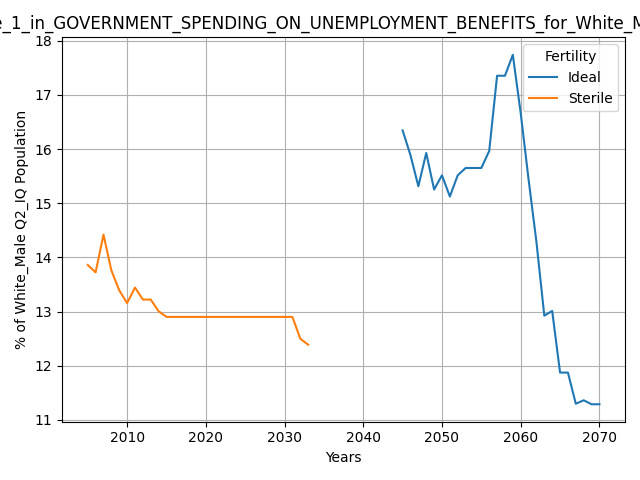 _1_in_GOVERNMENT_SPENDING_ON_UNEMPLOYMENT_BENEFITS_for_White_M
18
17
16
15
14
13
12
11
% of White_Male Q2_IQ Population
Fertility
Ideal
Sterile
2010 2020 2030 2040 2050 2060 2070
Years